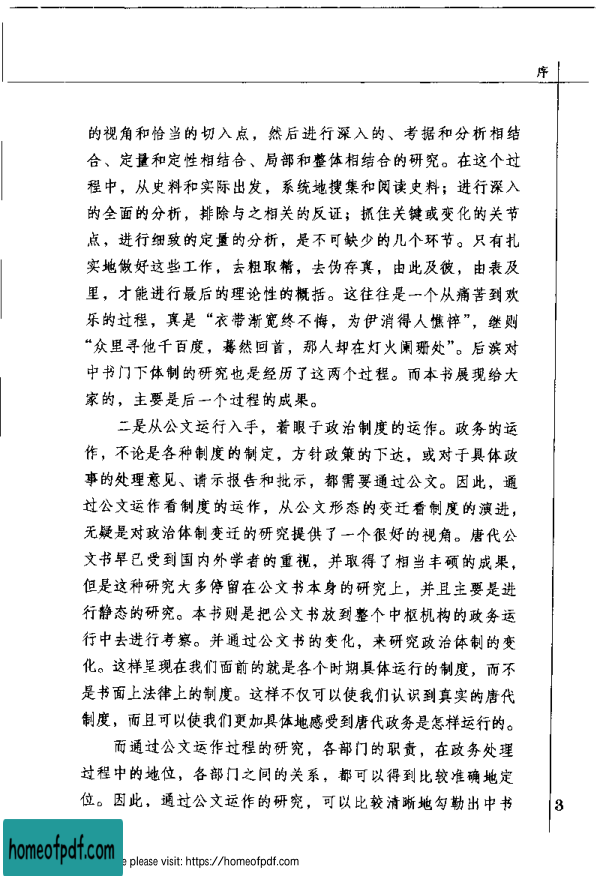 序
的视角和恰当的切入点，然后进行深入的、考据和分析相结
合、定量和定性相结合、局部和整体相结合的研究。在这个过
程中，从史料和实际出发，系统地搜集和阅读史料；进行深入
的全面的分析，排除与之相关的反证；抓住关键或变化的关节
点，进行细致的定量的分析，是不可缺少的几个环节。只有扎
实地做好这些工作，去粗取精，去伪存真，由此及彼，由表及
里，才能进行最后的理论性的概括。这往往是一个从痛苦到欢
乐的过程，真是“衣带渐宽终不悔，为伊消得人憔悴”，继则
“众里寻他千百度，蓦然回首，那人却在灯火阑珊处”。后滨对
中书门下体制的研究也是经历了这两个过程。而本书展现给大
家的，主要是后一个过程的成果。
二是从公文运行入手，着眼于政治制度的运作。政务的运
作，不论是各种制度的制定，方针政策的下达，或对于具体政
事的处理意见、请示报告和批示，都需要通过公文。因此，通
过公文运作看制度的运作，从公文形态的变迁看制度的演进，
无疑是对政治体制变迁的研究提供了一个很好的视角。唐代公
文书早已受到国内外学者的重视，并取得了相当丰硕的成果，
但是这种研究大多停留在公文书本身的研究上，并且主要是进
行静态的研究。本书则是把公文书放到整个中枢机构的政务运
行中去进行考察。并通过公文书的变化，来研究政治体制的变
化。这样呈现在我们面前的就是各个时期具体运行的制度，而不
是书面上法律上的制度。这样不仅可以使我们认识到真实的唐代
制度，而且可以使我们更加具体地感受到唐代政务是怎样运行的。
而通过公文运作过程的研究，各部门的职责，在政务处理
过程中的地位，各部门之间的关系，都可以得到比较准确地定
位。因此，通过公文运作的研究，可以比较清晰地勾勒出中书
3
homeofpdf.com
e please visit: https://homeofpdf.com